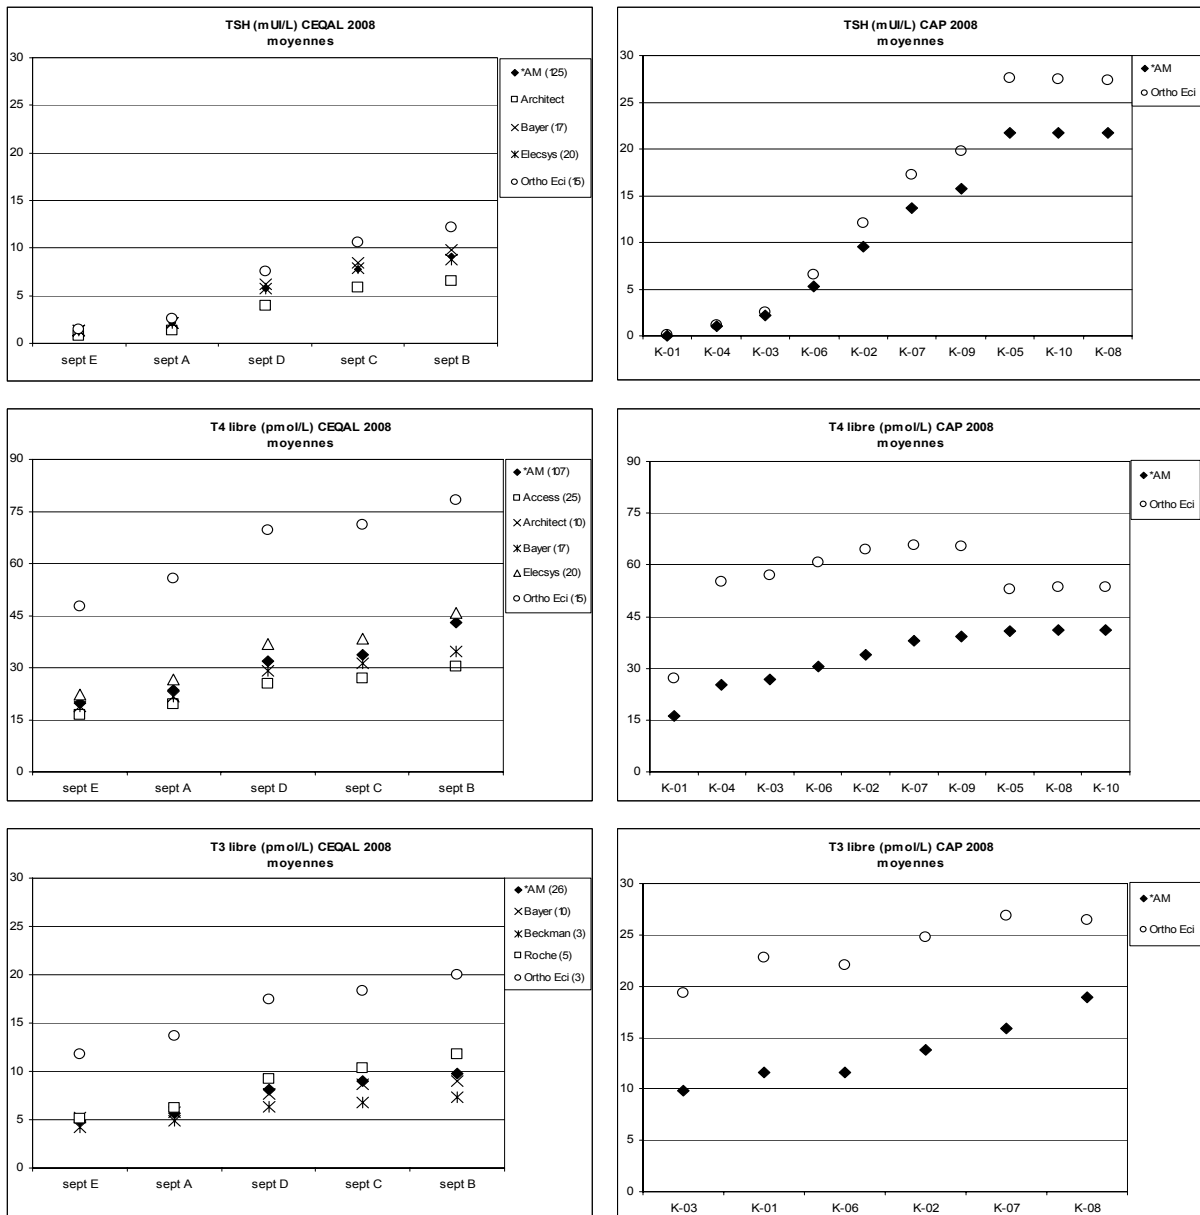 TSH (mUI/L) CEQAL 2008
moyennes
30
25
20
15
10
5
0
sept E sept A sept D sept C sept B
*AM (125)
Architect
Bayer (17)
Elecsys (20)
Ortho Eci (15)
TSH (mUI/L) CAP 2008
moyennes
30
25
20
15
10
5
0
K-01 K-04 K-03 K-06 K-02 K-07 K-09 K-05 K-10 K-08
*AM
Ortho Eci
T4 libre (pmol/L) CEQAL 2008
moyennes
90
75
60
45
30
15
0
sept E sept A sept D sept C sept B
*AM (107)
Access (25)
Architect (10)
Bayer (17)
Elecsys (20)
Ortho Eci (15)
T4 libre (pmol/L) CAP 2008
moyennes
90
75
60
45
30
15
0
K-01 K-04 K-03 K-06 K-02 K-07 K-09 K-05 K-08 K-10
*AM
Ortho Eci
T3 libre (pmol/L) CEQAL 2008
moyennes
30
25
20
15
10
5
0
sept E sept A sept D sept C sept B
*AM (26)
Bayer (10)
Beckman (3)
Roche (5)
Ortho Eci (3)
T3 libre (pmol/L) CAP 2008
moyennes
30
25
20
15
10
5
0
K-03 K-01 K-06 K-02 K-07 K-08
*AM
Ortho Eci